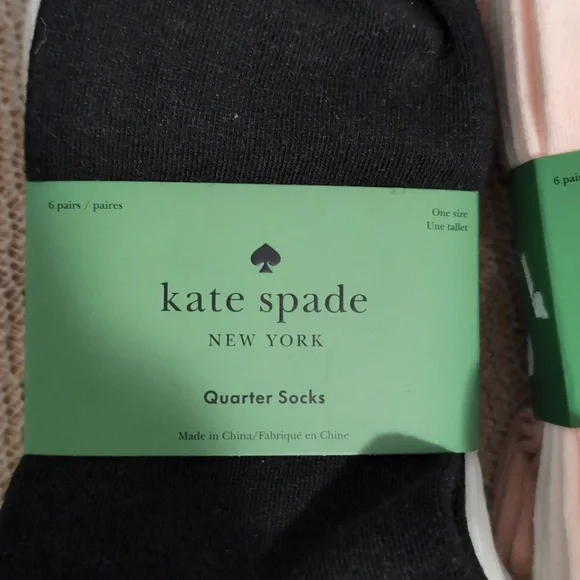 6 pairs / paires
One size
Une tallet
kate spade
NEW YORK
Quarter Socks
Made in China/Fabriqué en Chine
6